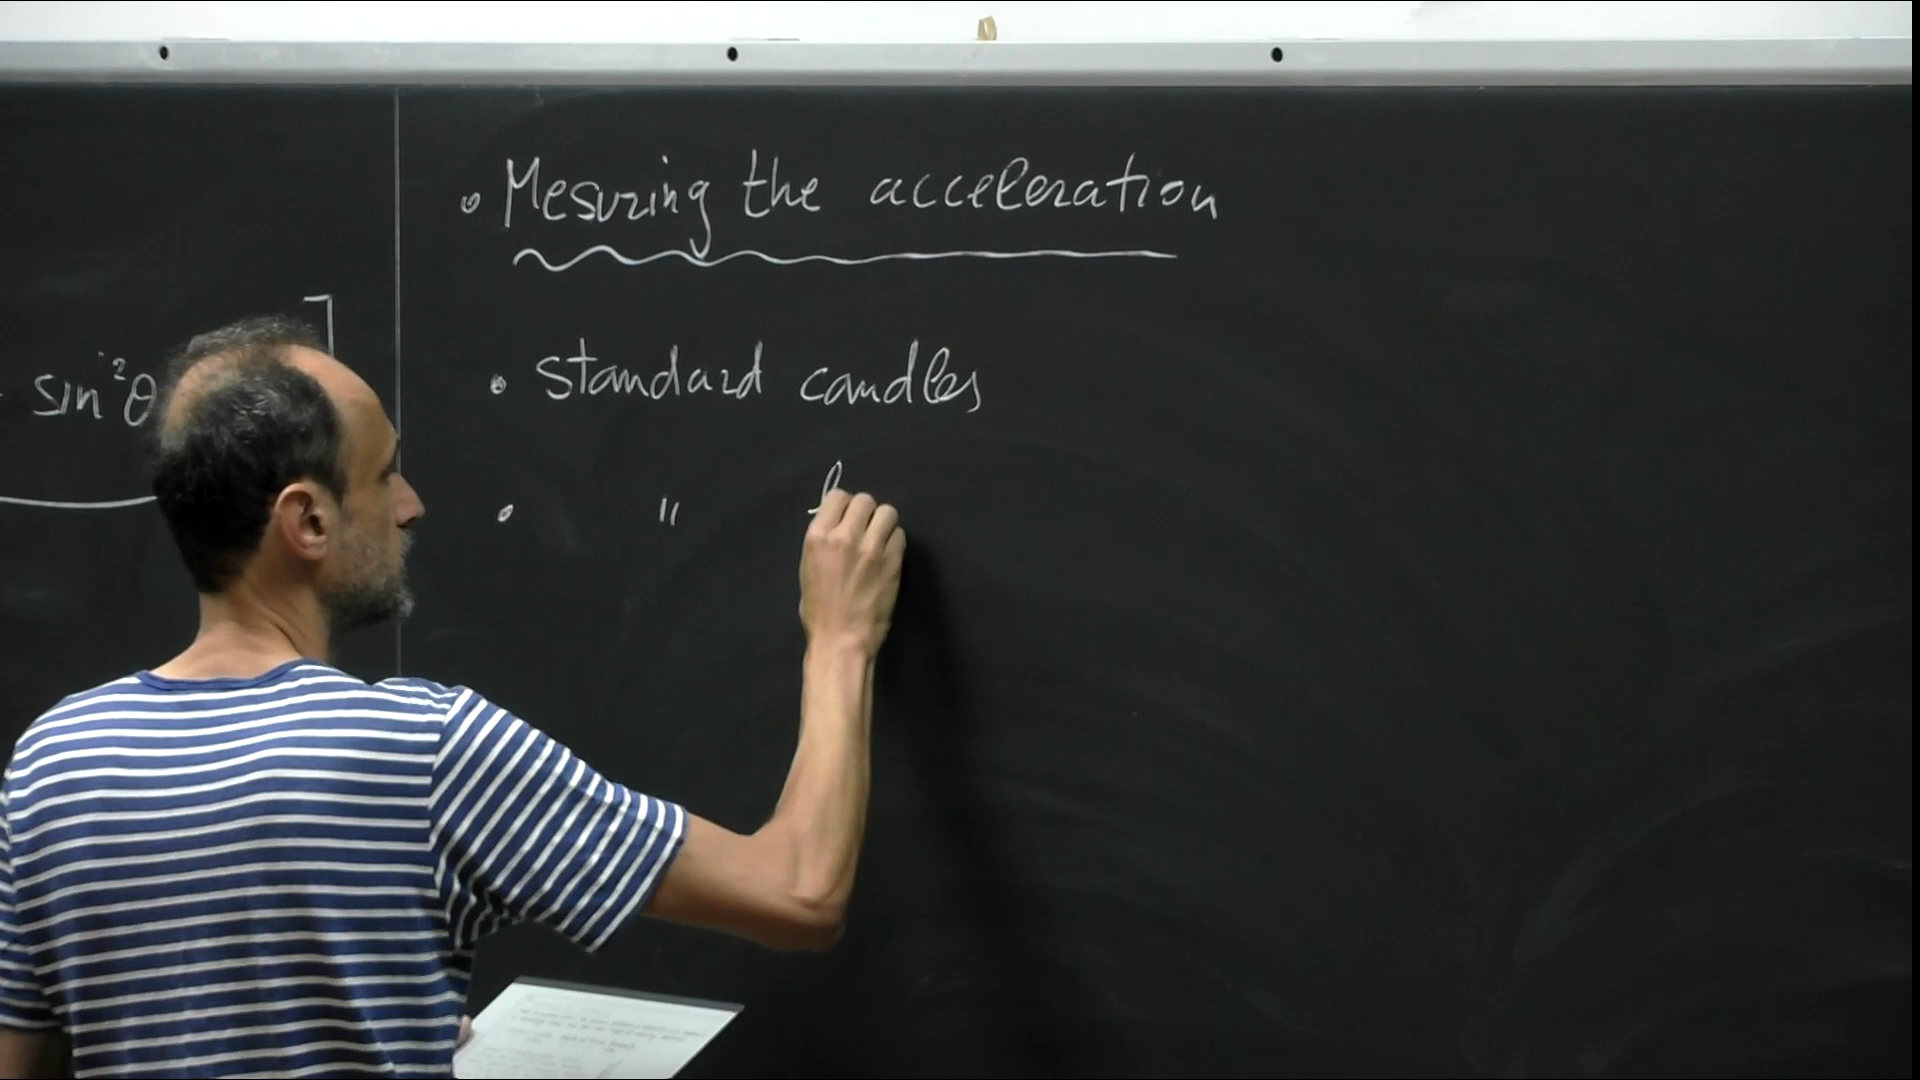 • Mesuring the acceleration
sin²θ ]
• standard candles
• "